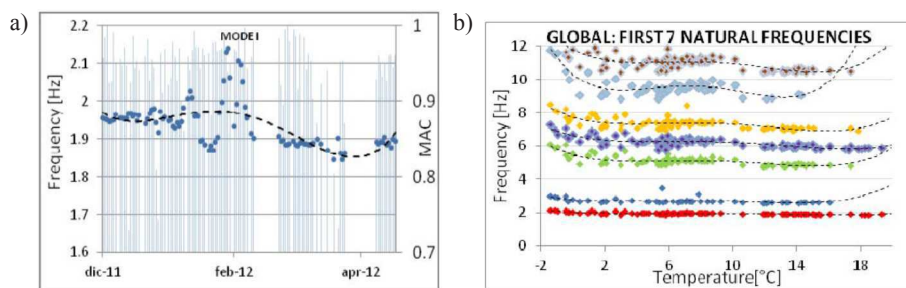 a)
MODE I
2.2
2.1
2
1.9
1.8
1.7
1.6
Frequency [Hz]
1
0.9
0.8
0.7
MAC
dic-11
feb-12
apr-12
b)
GLOBAL: FIRST 7 NATURAL FREQUENCIES
12
10
8
6
4
2
0
Frequency [Hz]
-2
2
6
10
14
18
Temperature[°C]